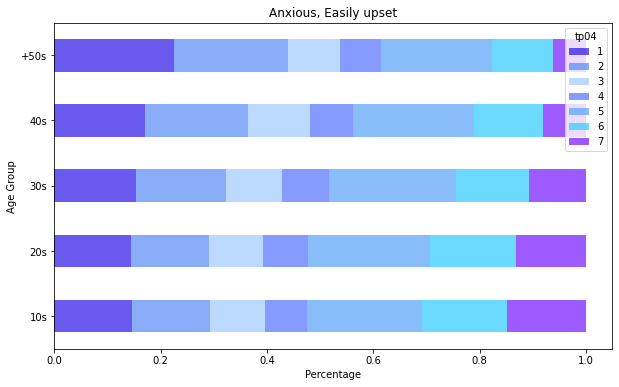 Anxious, Easily upset
tp04
1
2
3
4
5
6
7
Age Group
+50s
40s
30s
20s
10s
0.0 0.2 0.4 0.6 0.8 1.0
Percentage